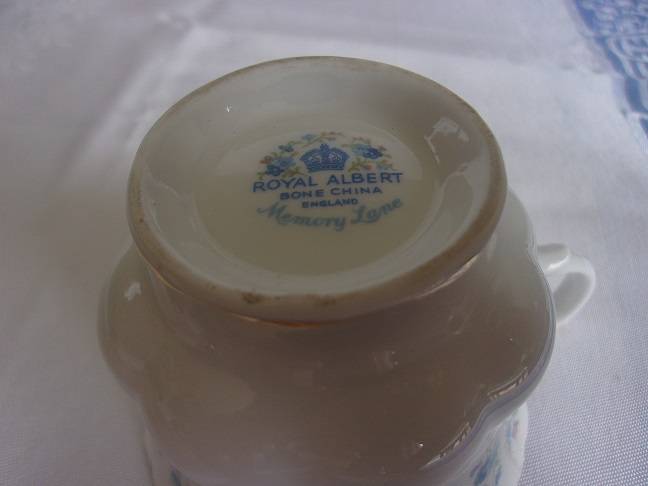 ROYAL ALBERT
BONE CHINA
ENGLAND
Memory Lane